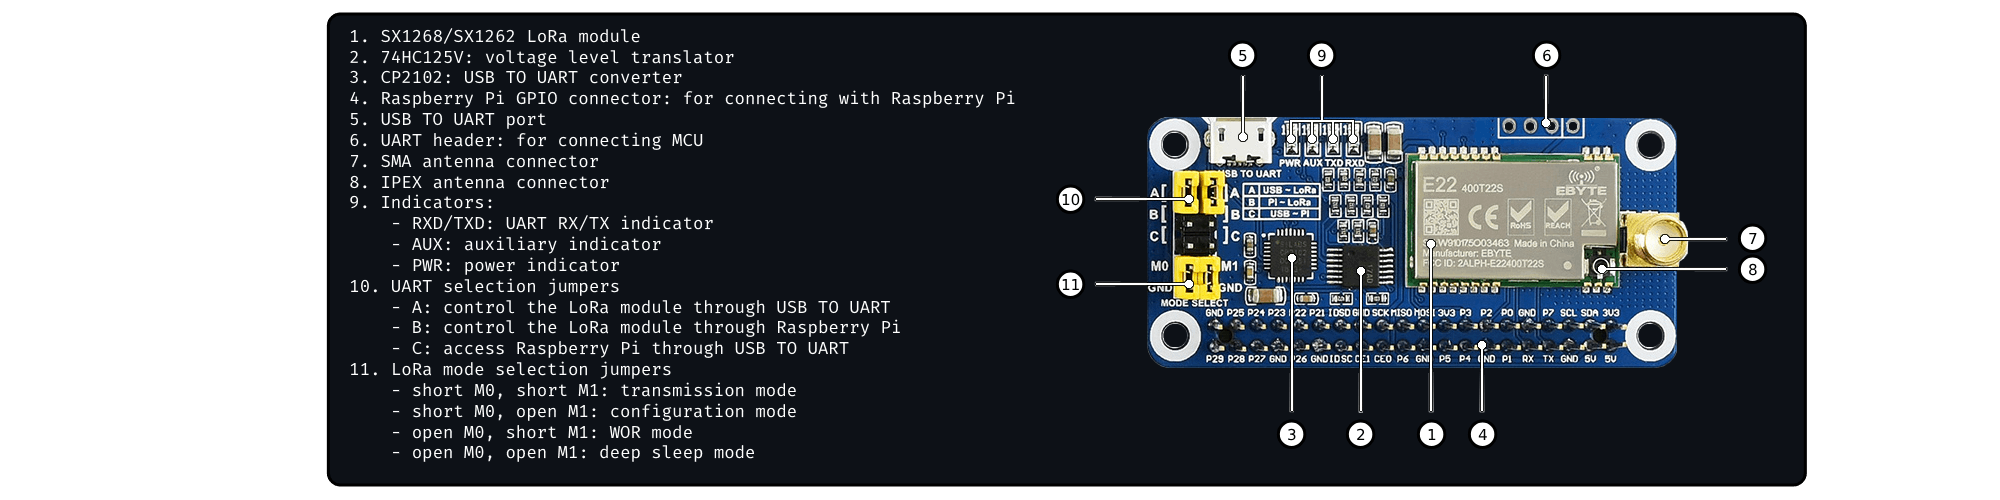 1. SX1268/SX1262 LoRa module
2. 74HC125V: voltage level translator
3. CP2102: USB TO UART converter
4. Raspberry Pi GPIO connector: for connecting with Raspberry Pi
5. USB TO UART port
6. UART header: for connecting MCU
7. SMA antenna connector
8. IPEX antenna connector
9. Indicators:
- RXD/TXD: UART RX/TX indicator
- AUX: auxiliary indicator
- PWR: power indicator
10. UART selection jumpers
- A: control the LoRa module through USB TO UART
- B: control the LoRa module through Raspberry Pi
- C: access Raspberry Pi through USB TO UART
11. LoRa mode selection jumpers
- short M0, short M1: transmission mode
- short M0, open M1: configuration mode
- open M0, short M1: WOR mode
- open M0, open M1: deep sleep mode
5 9 6
PWR AUX TXD RXD
USB TO UART
A A
B B
C C
A USB ~ LoRa
B Pi ~ LoRa
C USB ~ Pi
E22 400T22S
EBYTE
CE RoHS REACH
Made in China
Manufacturer: EBYTE
FCC ID: 2ALPH-E22400T22S
10
7
8
11
M0 M1
GND GND
MODE SELECT
GND P25 P24 P23 P22 P21 IDSD GND SCK MISO MOSI 3V3 P3 P2 P0 GND P7 SCL SDA 3V3
P29 P28 P27 GND P26 GND IDSC CE1 CE0 P6 GND P5 P4 GND P1 RX TX GND 5V 5V
3 2 1 4